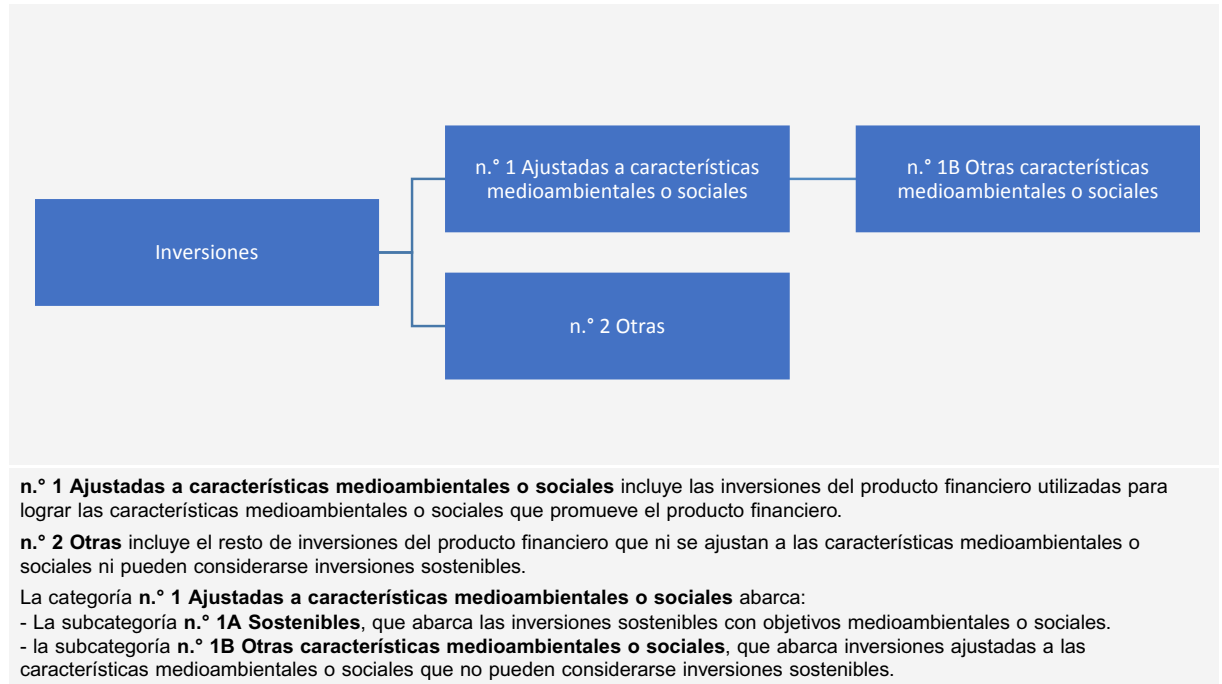 n.° 1 Ajustadas a características
medioambientales o sociales
n.° 1B Otras características
medioambientales o sociales
Inversiones
n.° 2 Otras
n.° 1 Ajustadas a características medioambientales o sociales incluye las inversiones del producto financiero utilizadas para
lograr las características medioambientales o sociales que promueve el producto financiero.
n.° 2 Otras incluye el resto de inversiones del producto financiero que ni se ajustan a las características medioambientales o
sociales ni pueden considerarse inversiones sostenibles.
La categoría n.° 1 Ajustadas a características medioambientales o sociales abarca:
- La subcategoría n.° 1A Sostenibles, que abarca las inversiones sostenibles con objetivos medioambientales o sociales.
- la subcategoría n.° 1B Otras características medioambientales o sociales, que abarca inversiones ajustadas a las
características medioambientales o sociales que no pueden considerarse inversiones sostenibles.